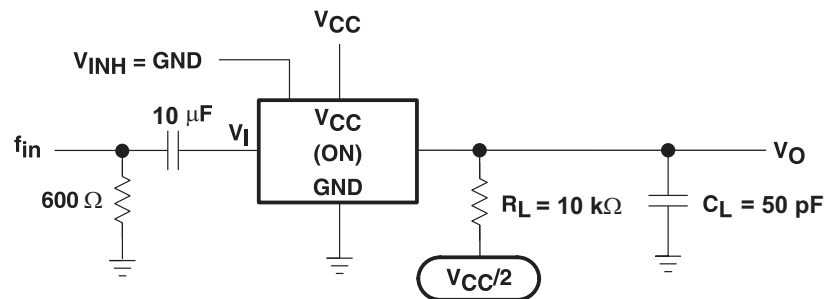 VCC
VINH = GND
10 μF
fin
VI
VCC
(ON)
GND
VO
600 Ω
RL = 10 kΩ
CL = 50 pF
VCC/2